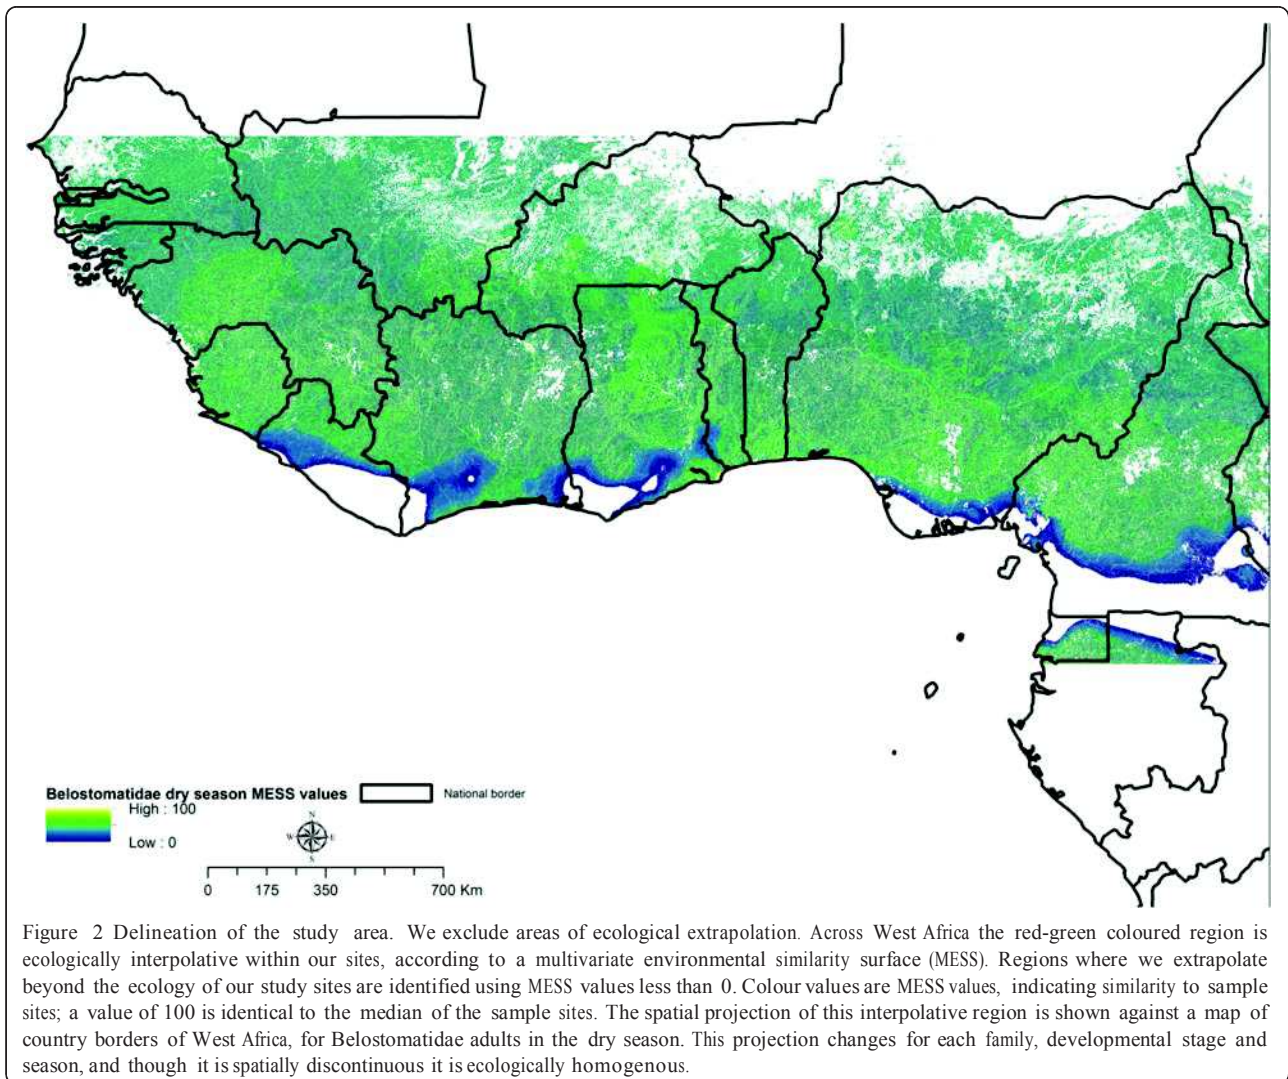 Belostomatidae dry season MESS values
National border
High : 100
Low : 0
N
W E
S
0 175 350 700 Km
Figure 2 Delineation of the study area. We exclude areas of ecological extrapolation. Across West Africa the red-green coloured region is
ecologically interpolative within our sites, according to a multivariate environmental similarity surface (MESS). Regions where we extrapolate
beyond the ecology of our study sites are identified using MESS values less than 0. Colour values are MESS values, indicating similarity to sample
sites; a value of 100 is identical to the median of the sample sites. The spatial projection of this interpolative region is shown against a map of
country borders of West Africa, for Belostomatidae adults in the dry season. This projection changes for each family, developmental stage and
season, and though it is spatially discontinuous it is ecologically homogenous.